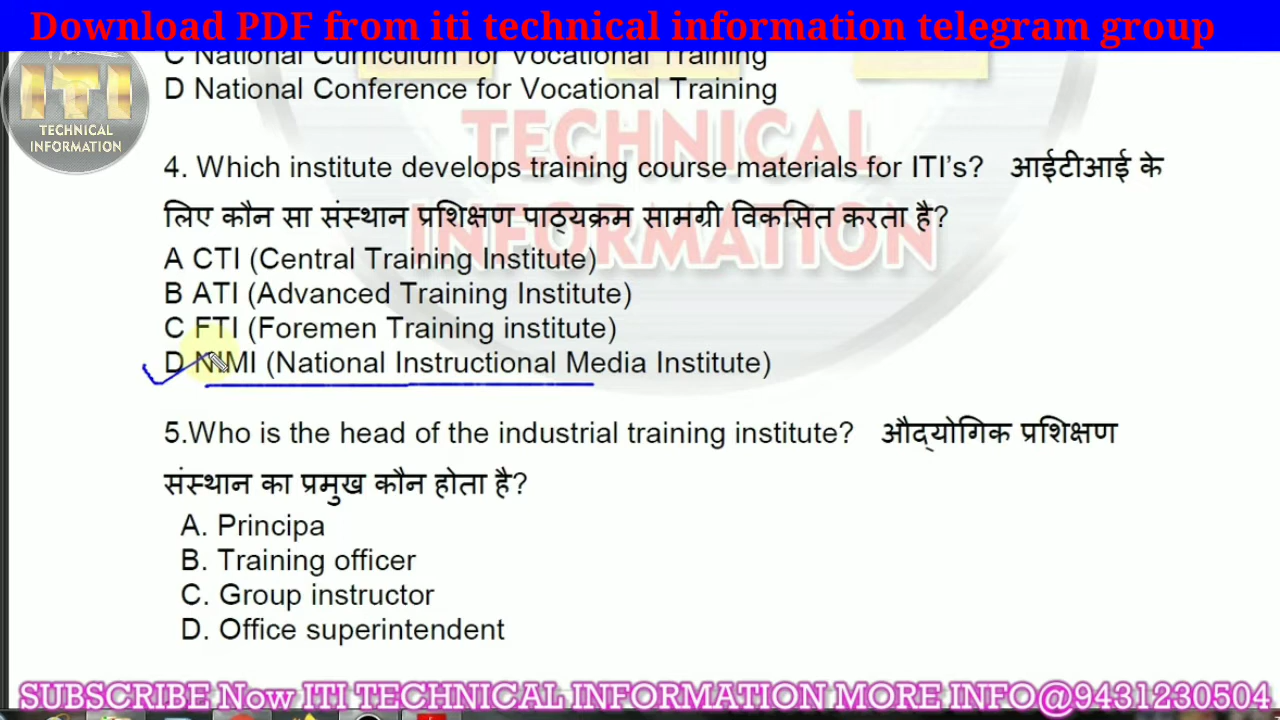 Download PDF from iti technical information telegram group
C National Curriculum for Vocational Training
D National Conference for Vocational Training
ITI
TECHNICAL
INFORMATION
TECHNICAL
INFORMATION
4. Which institute develops training course materials for ITI's? आईटीआई के
लिए कौन सा संस्थान प्रशिक्षण पाठ्यक्रम सामग्री विकसित करता है?
A CTI (Central Training Institute)
B ATI (Advanced Training Institute)
C FTI (Foremen Training institute)
D NIMI (National Instructional Media Institute)
5.Who is the head of the industrial training institute? औद्योगिक प्रशिक्षण
संस्थान का प्रमुख कौन होता है?
A. Principa
B. Training officer
C. Group instructor
D. Office superintendent
SUBSCRIBE Now ITI TECHNICAL INFORMATION MORE INFO@9431230504